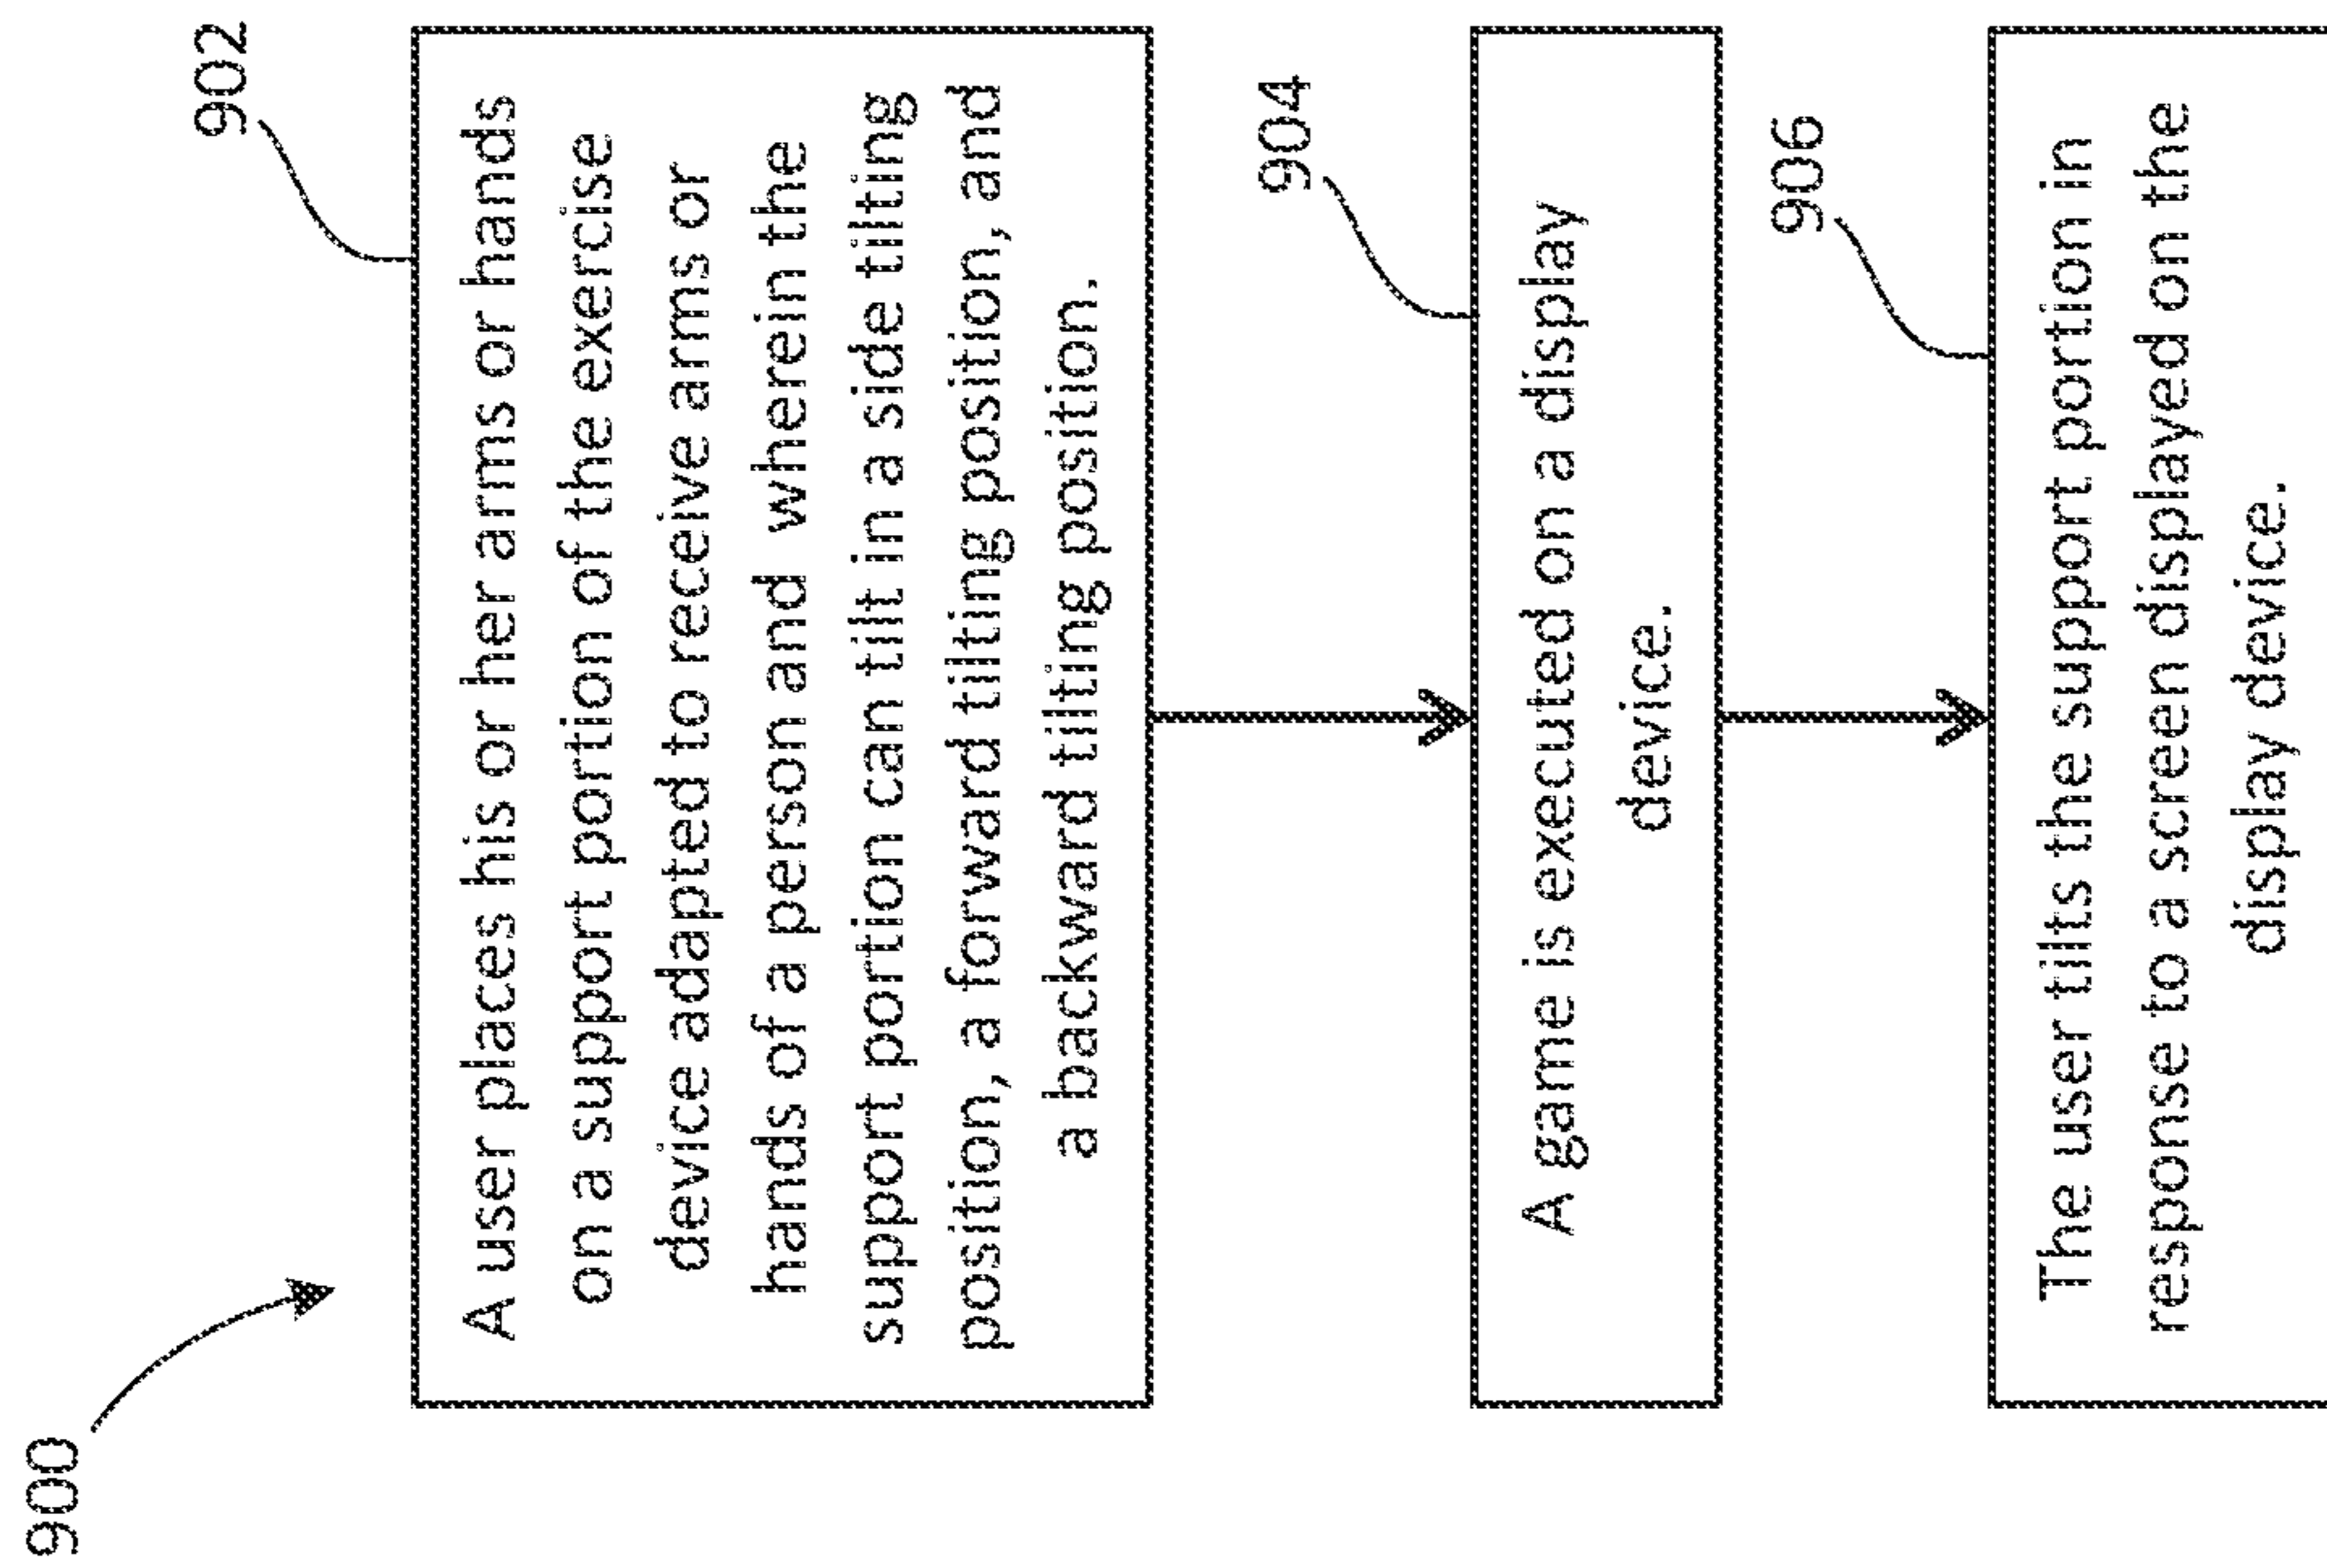 900
902
A user places his or her arms or hands
on a support portion of the exercise
device adapted to receive arms or
hands of a person and wherein the
support portion can tilt in a side tilting
position, a forward tilting position, and
a backward tilting position.
904
A game is executed on a display
device.
906
The user tilts the support portion in
response to a screen displayed on the
display device.